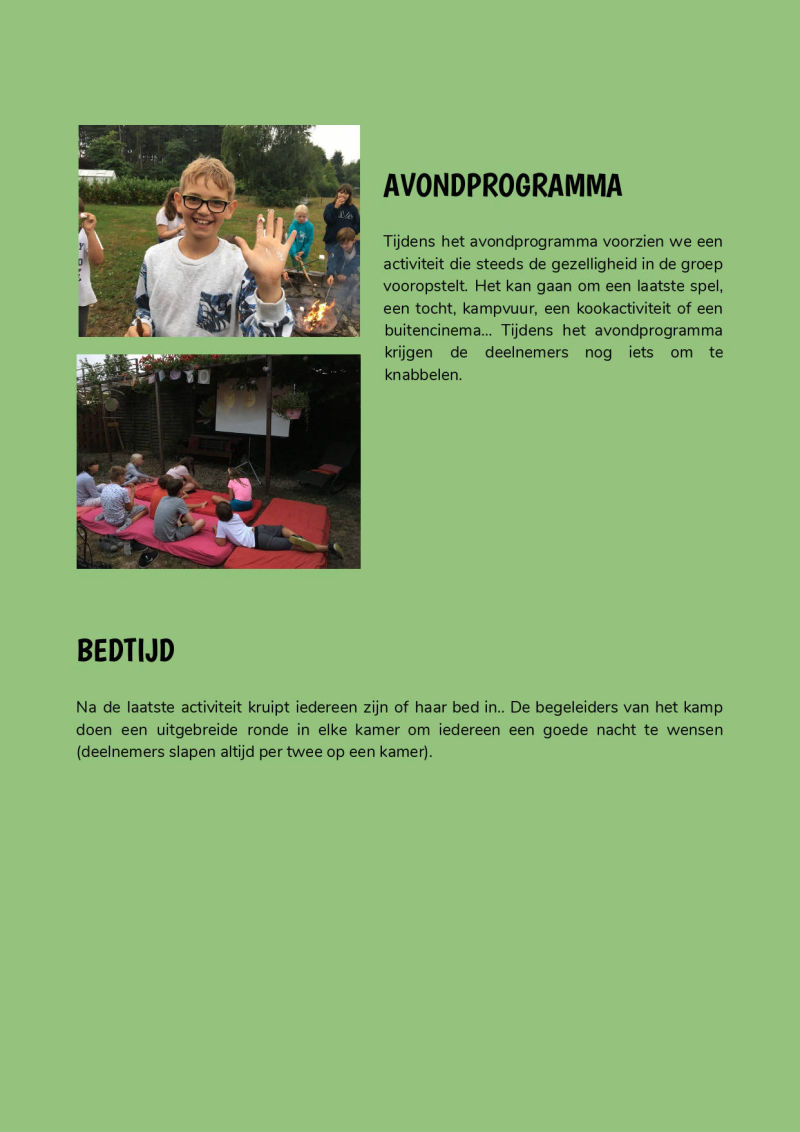 AVONDPROGRAMMA
Tijdens het avondprogramma voorzien we een
activiteit die steeds de gezelligheid in de groep
vooropstelt. Het kan gaan om een laatste spel,
een tocht, kampvuur, een kookactiviteit of een
buitencinema... Tijdens het avondprogramma
krijgen de deelnemers nog iets om te
knabbelen.
BEDTIJD
Na de laatste activiteit kruipt iedereen zijn of haar bed in.. De begeleiders van het kamp
doen een uitgebreide ronde in elke kamer om iedereen een goede nacht te wensen
(deelnemers slapen altijd per twee op een kamer).